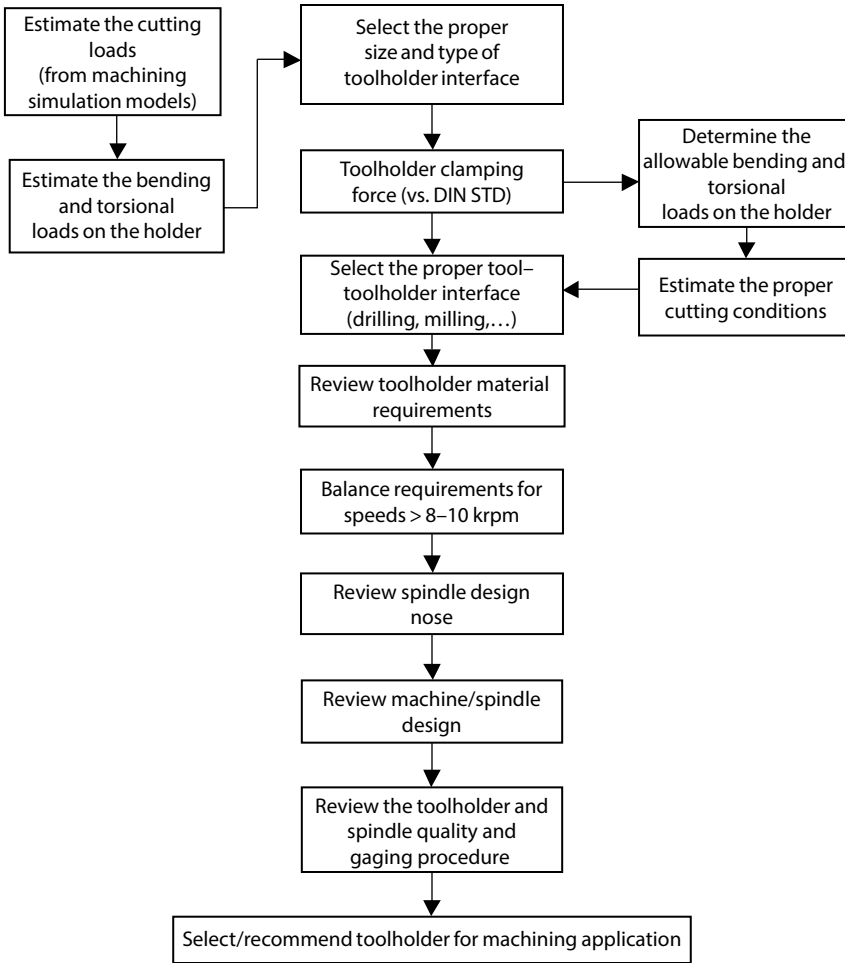 Estimate the cutting
loads
(from machining
simulation models)
Estimate the bending
and torsional
loads on the holder
Select the proper
size and type of
toolholder interface
Toolholder clamping
force (vs. DIN STD)
Determine the
allowable bending and
torsional
loads on the holder
Estimate the proper
cutting conditions
Select the proper tool–
toolholder interface
(drilling, milling,…)
Review toolholder material
requirements
Balance requirements for
speeds > 8–10 krpm
Review spindle design
nose
Review machine/spindle
design
Review the toolholder and
spindle quality and
gaging procedure
Select/recommend toolholder for machining application